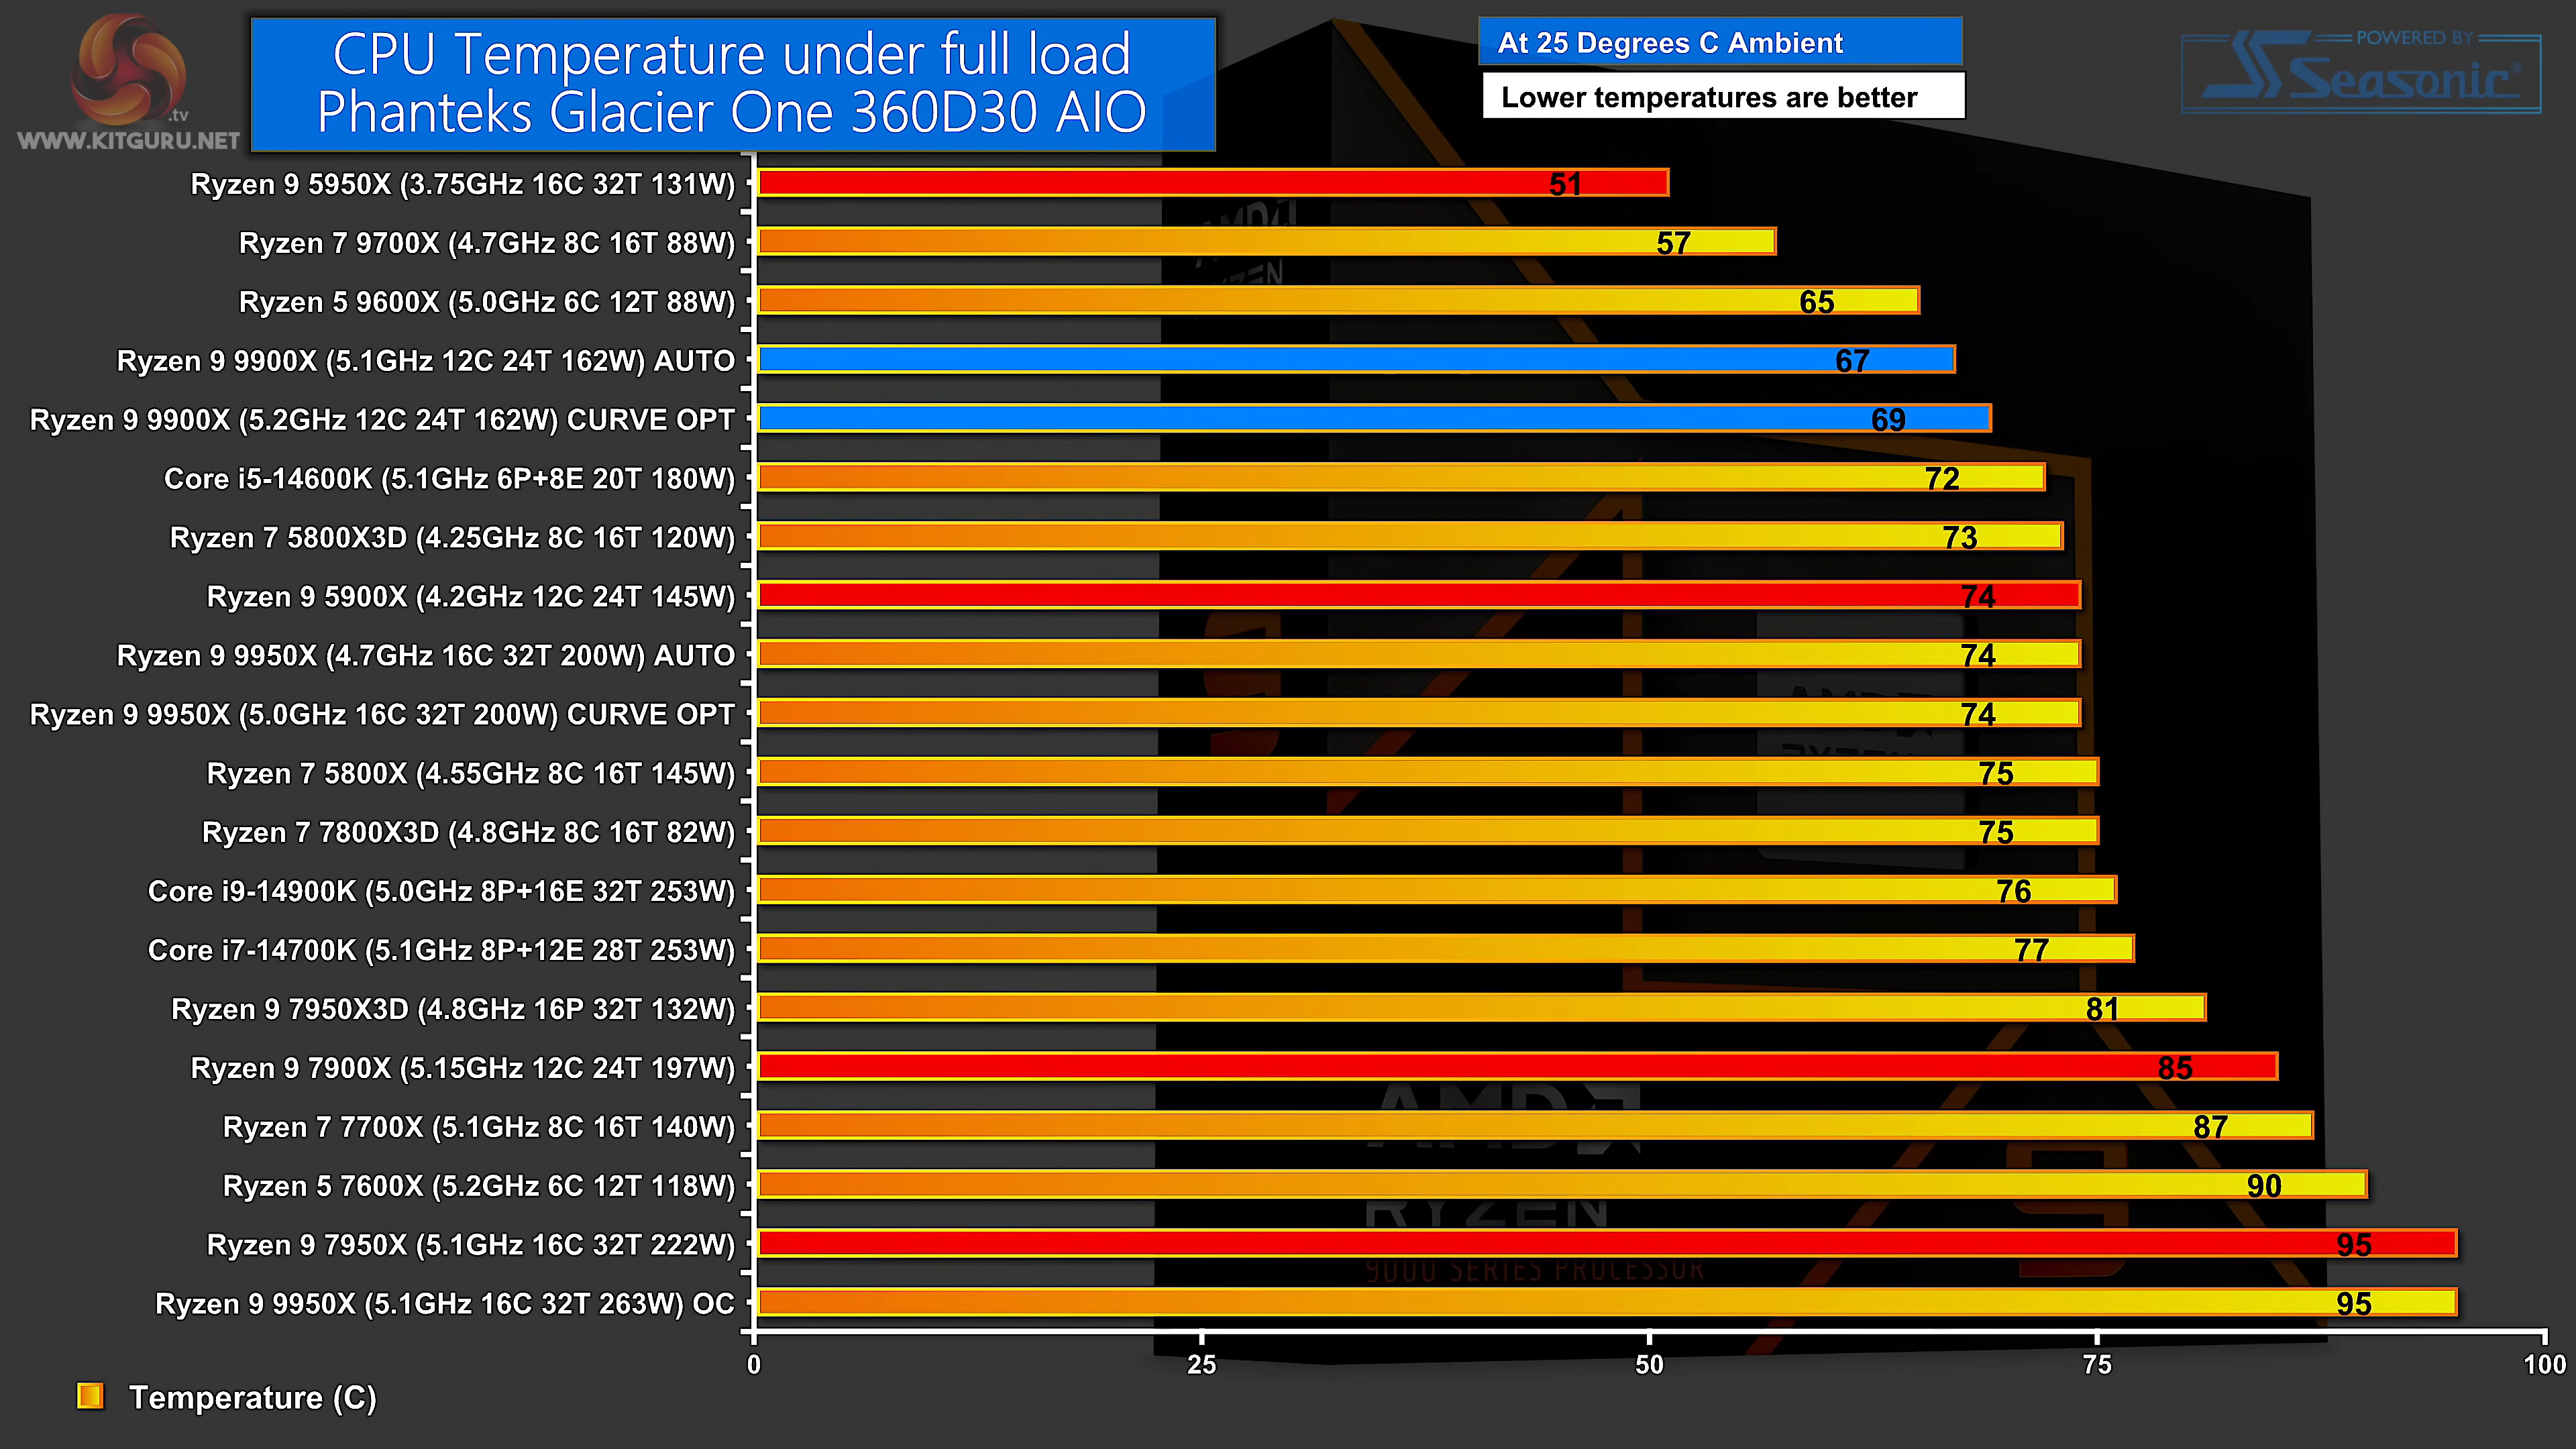 CPU Temperature under full load
Phanteks Glacier One 360D30 AIO
At 25 Degrees C Ambient
Lower temperatures are better
POWERED BY
Seasonic®
.tv
WWW.KITGURU.NET
Ryzen 9 5950X (3.75GHz 16C 32T 131W) 51
Ryzen 7 9700X (4.7GHz 8C 16T 88W) 57
Ryzen 5 9600X (5.0GHz 6C 12T 88W) 65
Ryzen 9 9900X (5.1GHz 12C 24T 162W) AUTO 67
Ryzen 9 9900X (5.2GHz 12C 24T 162W) CURVE OPT 69
Core i5-14600K (5.1GHz 6P+8E 20T 180W) 72
Ryzen 7 5800X3D (4.25GHz 8C 16T 120W) 73
Ryzen 9 5900X (4.2GHz 12C 24T 145W) 74
Ryzen 9 9950X (4.7GHz 16C 32T 200W) AUTO 74
Ryzen 9 9950X (5.0GHz 16C 32T 200W) CURVE OPT 74
Ryzen 7 5800X (4.55GHz 8C 16T 145W) 75
Ryzen 7 7800X3D (4.8GHz 8C 16T 82W) 75
Core i9-14900K (5.0GHz 8P+16E 32T 253W) 76
Core i7-14700K (5.1GHz 8P+12E 28T 253W) 77
Ryzen 9 7950X3D (4.8GHz 16P 32T 132W) 81
Ryzen 9 7900X (5.15GHz 12C 24T 197W) 85
Ryzen 7 7700X (5.1GHz 8C 16T 140W) 87
Ryzen 5 7600X (5.2GHz 6C 12T 118W) 90
Ryzen 9 7950X (5.1GHz 16C 32T 222W) 95
Ryzen 9 9950X (5.1GHz 16C 32T 263W) OC 95
AMD
RYZEN
9000 SERIES PROCESSOR
0 25 50 75 100
Temperature (C)